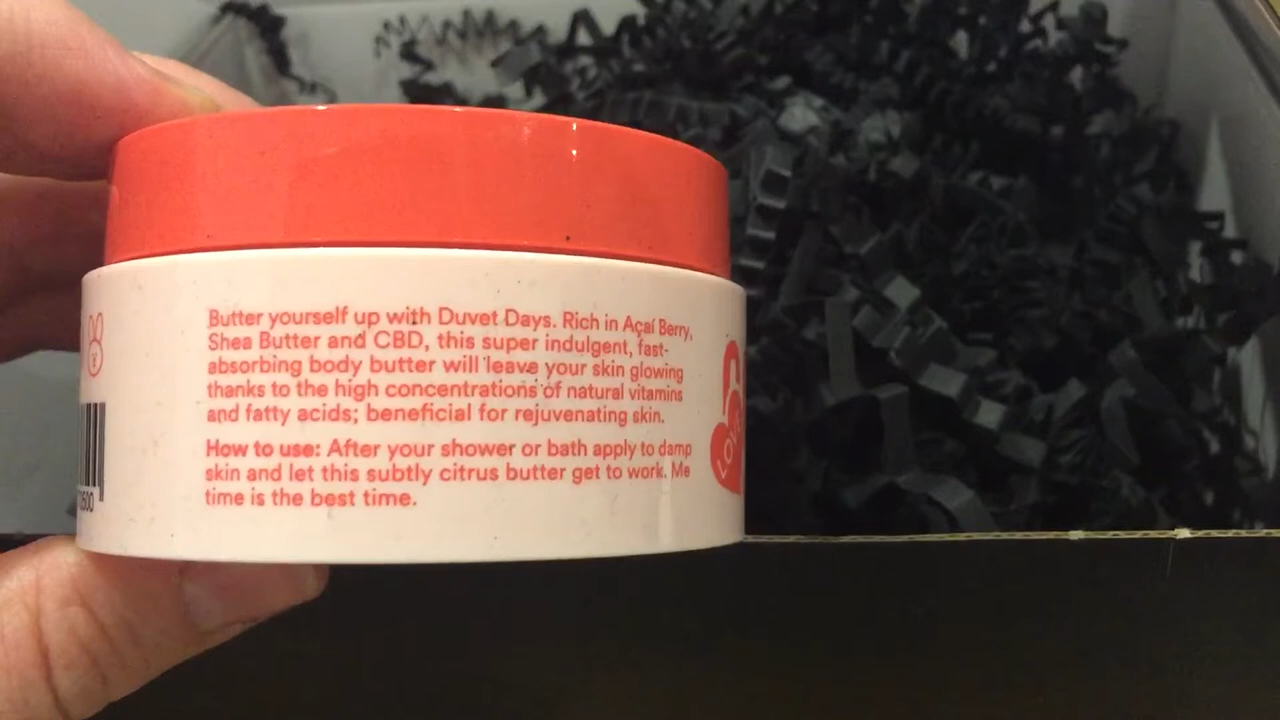 Butter yourself up with Duvet Days. Rich in Açaí Berry,
Shea Butter and CBD, this super indulgent, fast-
absorbing body butter will leave your skin glowing
thanks to the high concentrations of natural vitamins
and fatty acids; beneficial for rejuvenating skin.
How to use: After your shower or bath apply to damp
skin and let this subtly citrus butter get to work. Me
time is the best time.
LOVE